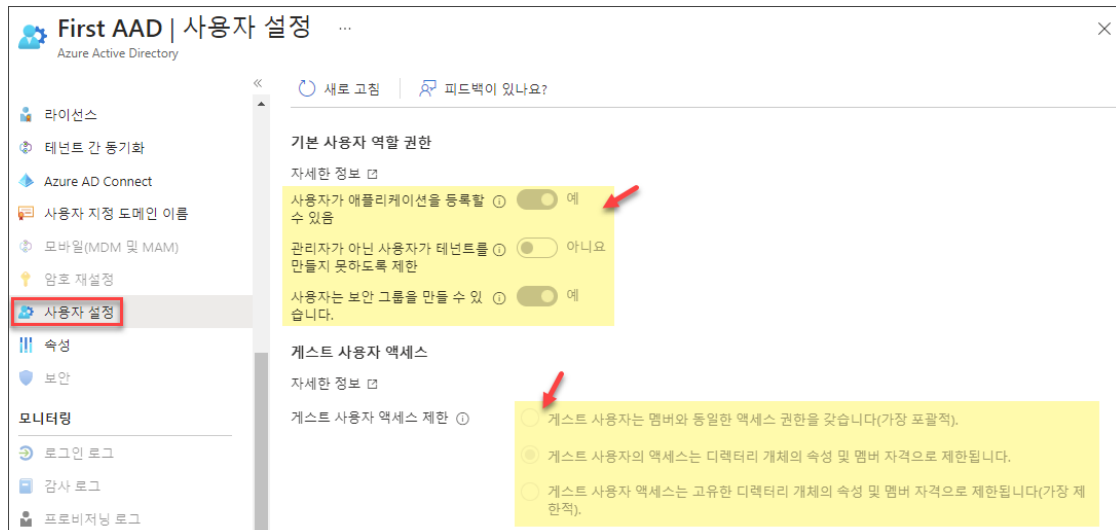 First AAD | 사용자 설정 ...
Azure Active Directory
라이선스
테넌트 간 동기화
Azure AD Connect
사용자 지정 도메인 이름
모바일(MDM 및 MAM)
암호 재설정
사용자 설정
속성
보안
모니터링
로그인 로그
감사 로그
프로비저닝 로그
새로 고침
피드백이 있나요?
기본 사용자 역할 권한
자세한 정보
사용자가 애플리케이션을 등록할 예
수 있음
관리자가 아닌 사용자가 테넌트를 아니요
만들지 못하도록 제한
사용자는 보안 그룹을 만들 수 있 예
습니다.
게스트 사용자 액세스
자세한 정보
게스트 사용자 액세스 제한
게스트 사용자는 멤버와 동일한 액세스 권한을 갖습니다(가장 포괄적).
게스트 사용자의 액세스는 디렉터리 개체의 속성 및 멤버 자격으로 제한됩니다.
게스트 사용자 액세스는 고유한 디렉터리 개체의 속성 및 멤버 자격으로 제한됩니다(가장 제
한적).